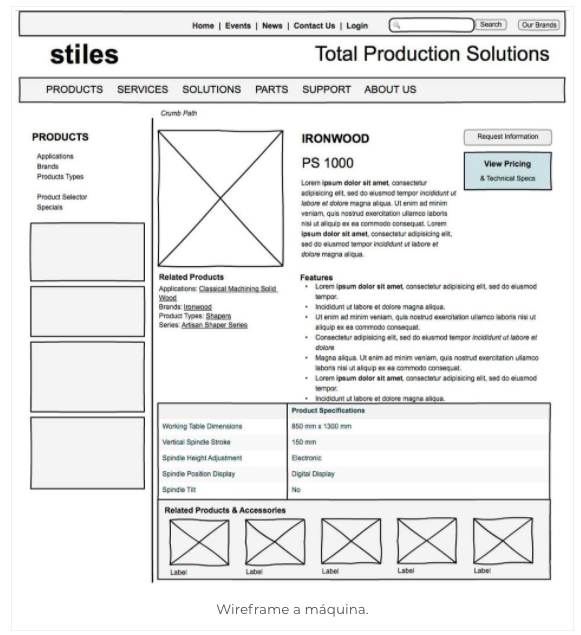 Home | Events | News | Contact Us | Login
Search
Our Brands
stiles
Total Production Solutions
PRODUCTS SERVICES SOLUTIONS PARTS SUPPORT ABOUT US
Crumb Path
PRODUCTS
Applications
Brands
Products Types
Product Selector
Specials
IRONWOOD
PS 1000
Lorem ipsum dolor sit amet, consectetur
adipisicing elit, sed do eiusmod tempor incididunt ut
labore et dolore magna aliqua. Ut enim ad minim
veniam, quis nostrud exercitation ullamco laboris
nisi ut aliquip ex ea commodo consequat. Lorem
ipsum dolor sit amet, consectetur adipisicing elit,
sed do eiusmod tempor incididunt ut labore et
dolore magna aliqua.
Request Information
View Pricing
& Technical Specs
Related Products
Applications: Classical Machining Solid
Wood
Brands: Ironwood
Product Types: Shapers
Series: Artisan Shaper Series
Features
• Lorem ipsum dolor sit amet, consectetur adipisicing elit, sed do eiusmod
tempor.
• Incididunt ut labore et dolore magna aliqua.
• Ut enim ad minim veniam, quis nostrud exercitation ullamco laboris nisi ut
aliquip ex ea commodo consequat.
• Consectetur adipisicing elit, sed do eiusmod tempor incididunt ut labore et
dolore
• Magna aliqua. Ut enim ad minim veniam, quis nostrud exercitation ullamco
laboris nisi ut aliquip ex ea commodo consequat.
• Lorem ipsum dolor sit amet, consectetur adipisicing elit, sed do eiusmod
tempor.
• Incididunt ut labore et dolore magna aliqua.
Product Specifications
Working Table Dimensions 850 mm x 1300 mm
Vertical Spindle Stroke 150 mm
Spindle Height Adjustment Electronic
Spindle Position Display Digital Display
Spindle Tilt No
Related Products & Accessories
Label Label Label Label Label
Wireframe a máquina.